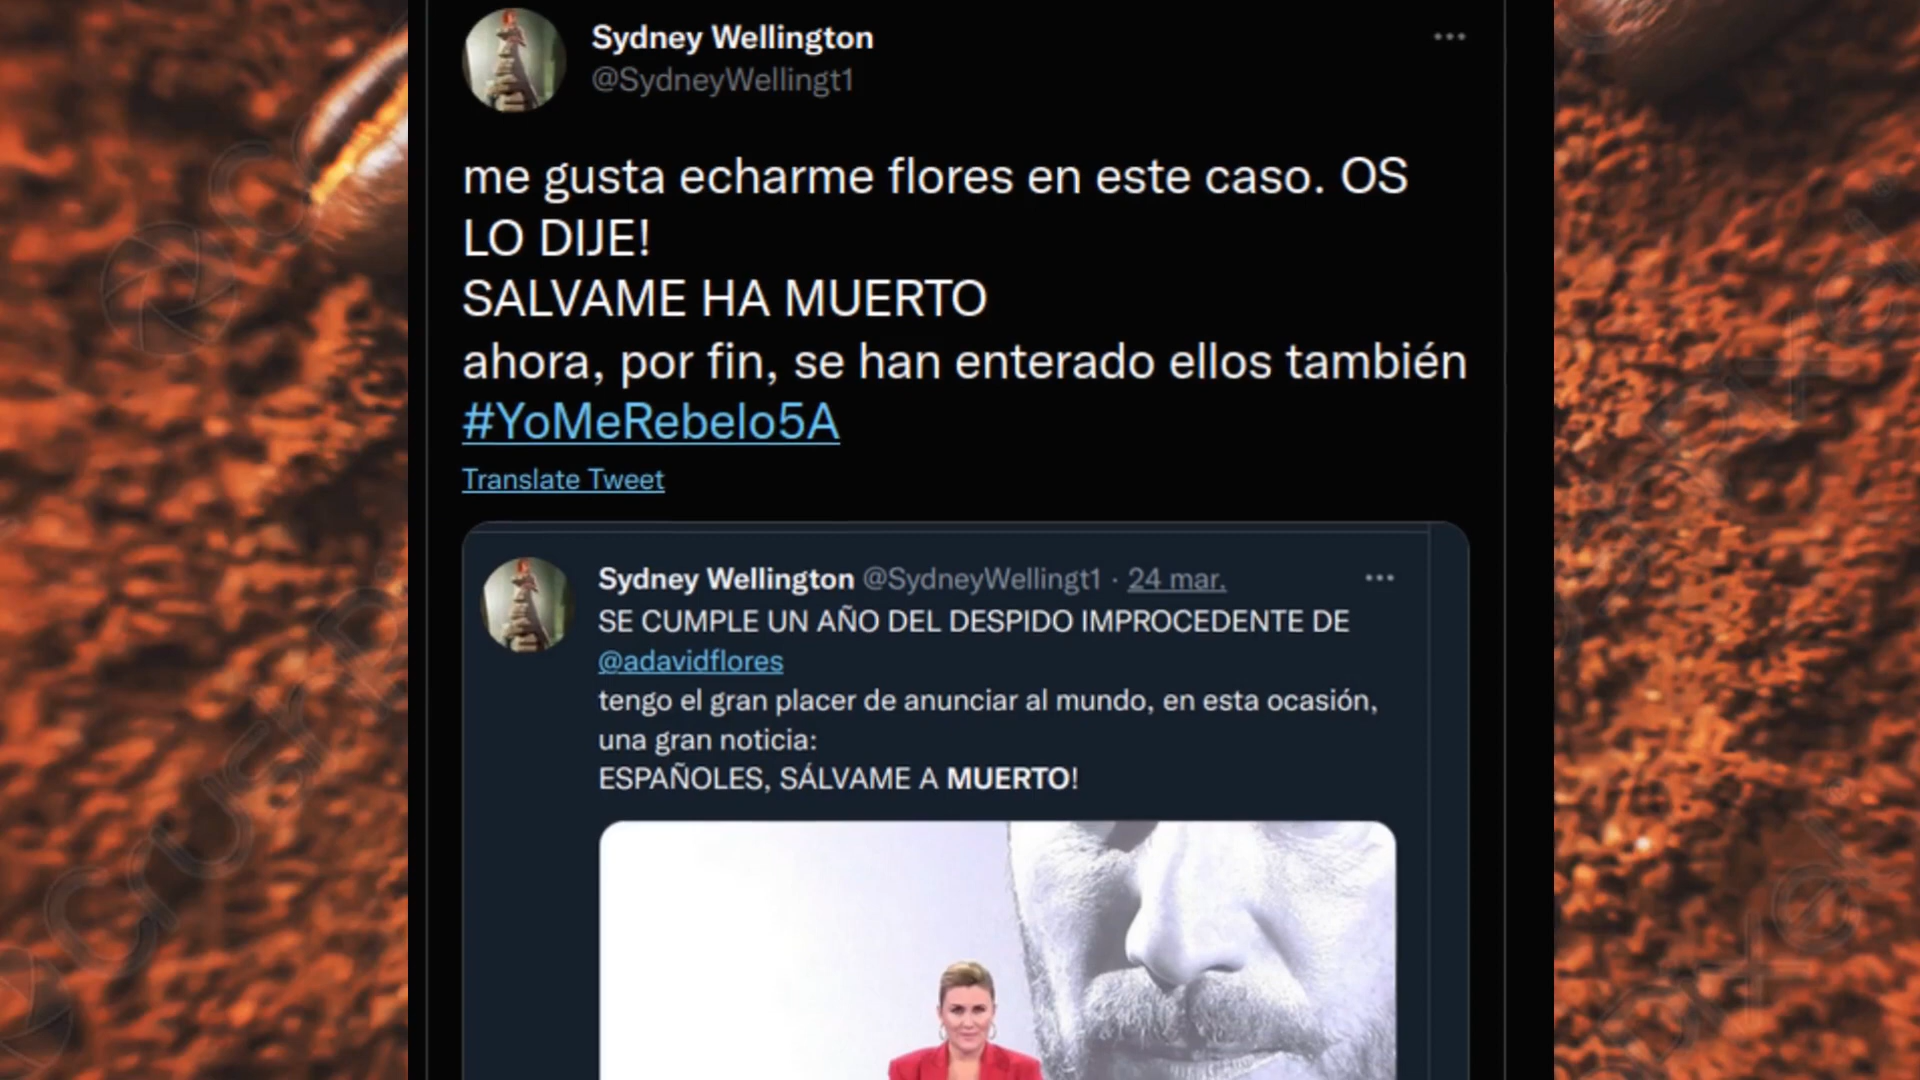 Sydney Wellington
@SydneyWellingt1
me gusta echarme flores en este caso. OS
LO DIJE!
SALVAME HA MUERTO
ahora, por fin, se han enterado ellos también
#YoMeRebelo5A
Translate Tweet
Sydney Wellington @SydneyWellingt1 · 24 mar.
SE CUMPLE UN AÑO DEL DESPIDO IMPROCEDENTE DE
@adavidflores
tengo el gran placer de anunciar al mundo, en esta ocasión,
una gran noticia:
ESPAÑOLES, SÁLVAME A MUERTO!